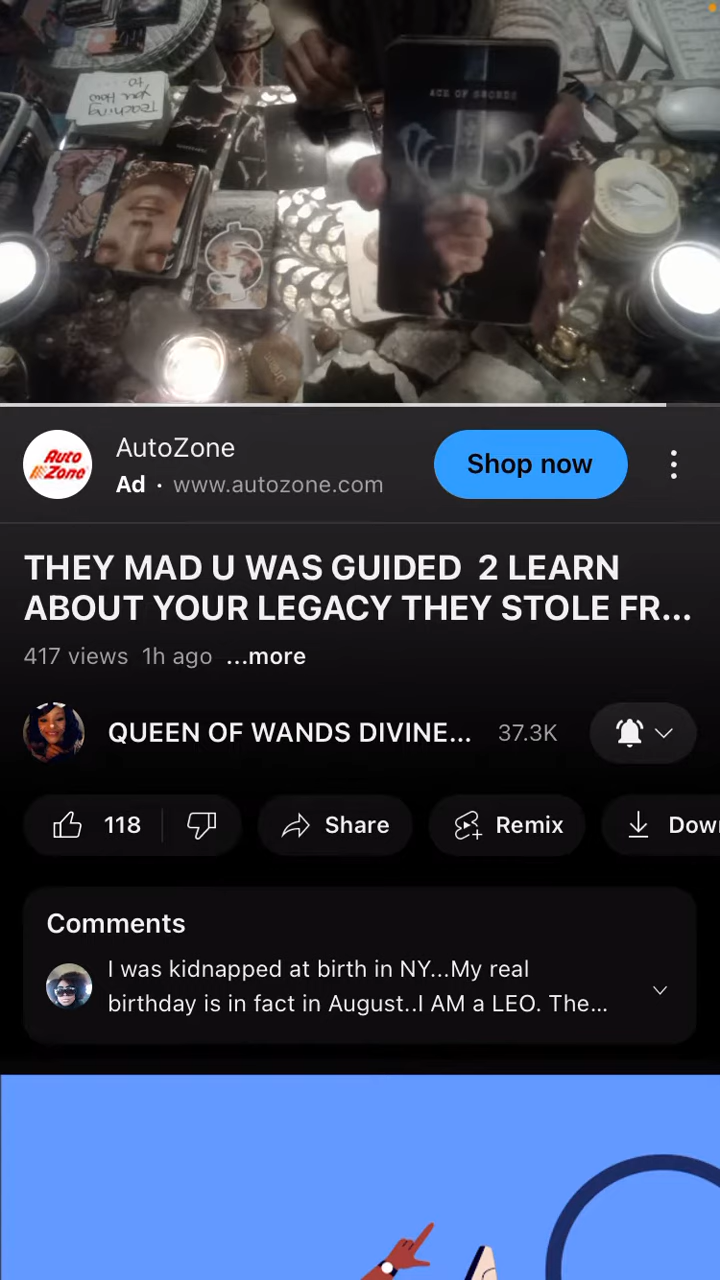 ACE OF SWORDS
Teaching
you How
to
Auto
Zone
AutoZone
Ad · www.autozone.com
Shop now
THEY MAD U WAS GUIDED 2 LEARN
ABOUT YOUR LEGACY THEY STOLE FR...
417 views 1h ago ...more
QUEEN OF WANDS DIVINE... 37.3K
118
Share
Remix
Down
Comments
I was kidnapped at birth in NY...My real
birthday is in fact in August..I AM a LEO. The...